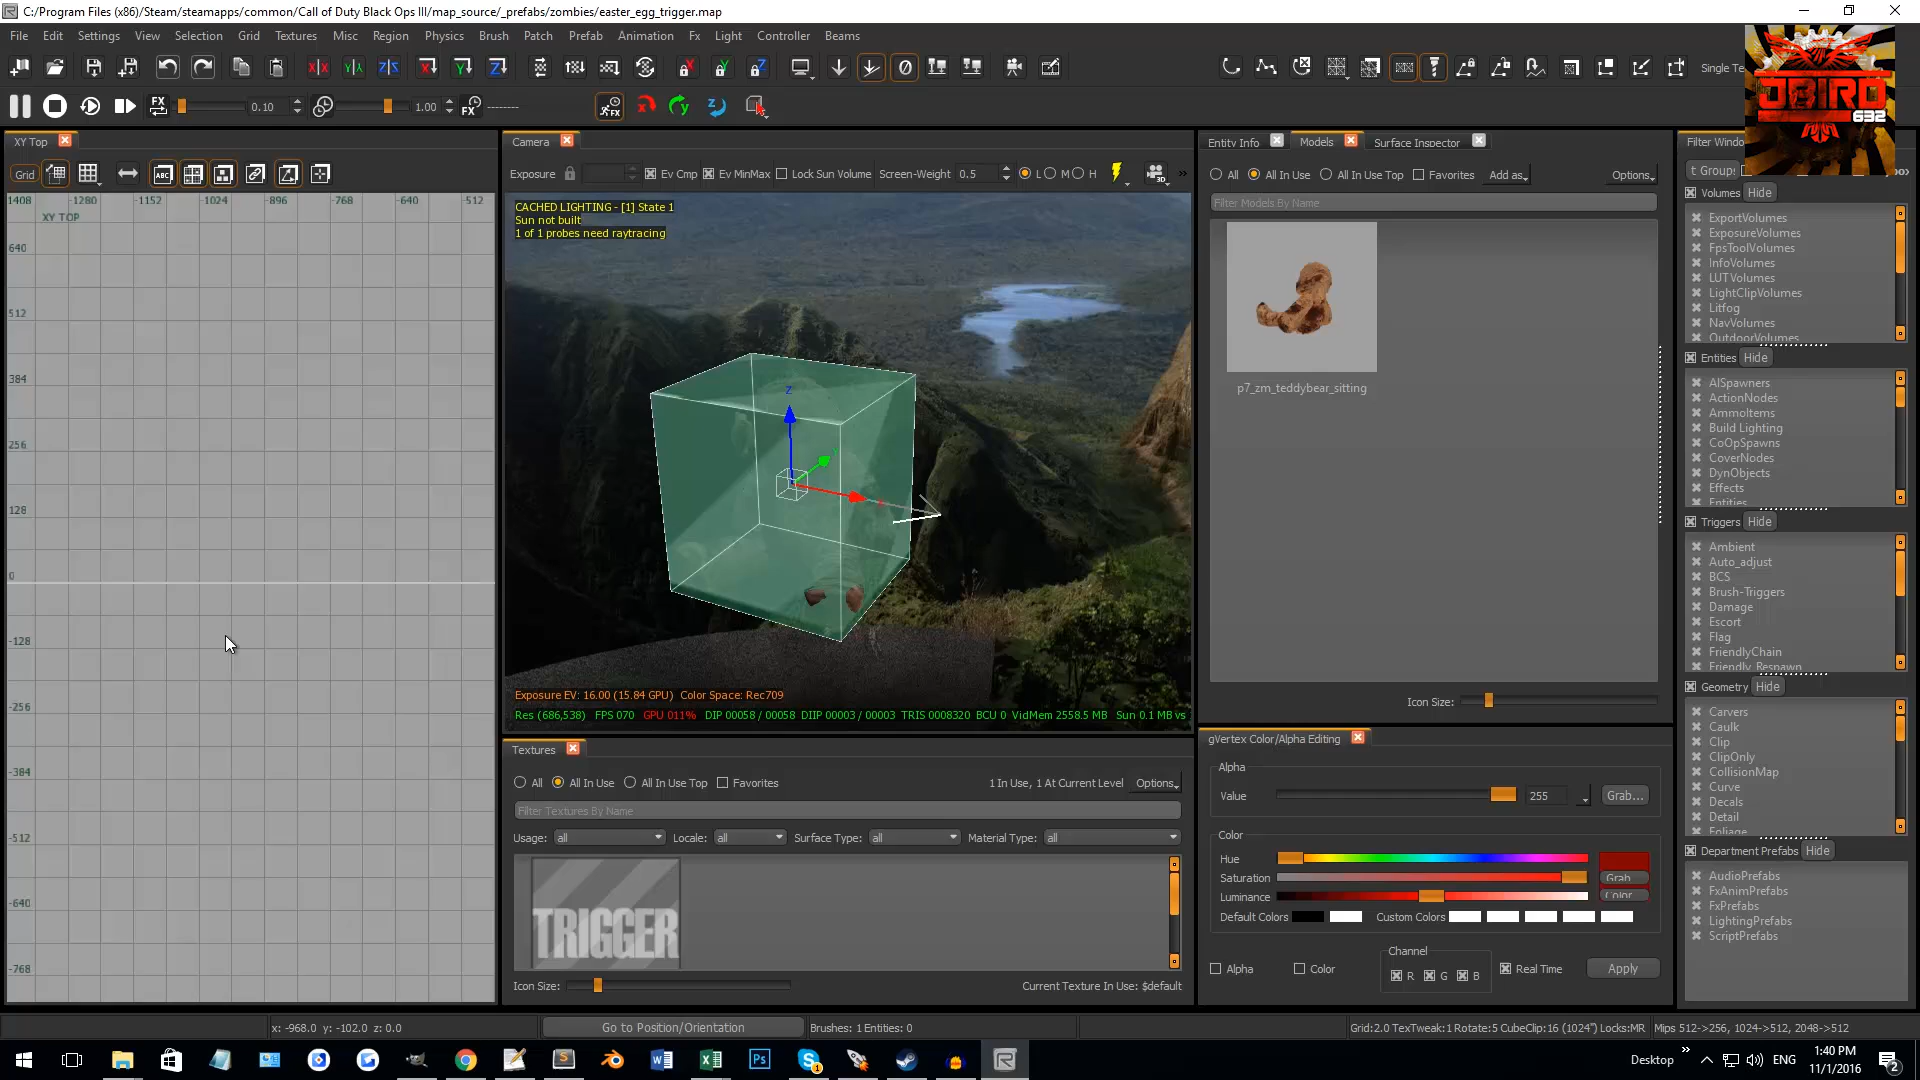 C:/Program Files (x86)/Steam/steamapps/common/Call of Duty Black Ops III/map_source/_prefabs/zombies/easter_egg_trigger.map
File Edit Settings View Selection Grid Textures Misc Region Physics Brush Patch Prefab Animation Fx Light Controller Beams
Single Te
JBIRD
632
FX 0.10 1.00 FX --------
XY Top
Camera
Entity Info Models Surface Inspector
Filter Windo
Grid
Exposure Ev Cmp Ev MinMax Lock Sun Volume Screen-Weight 0.5 L M H
All All In Use All In Use Top Favorites Add as Options
t Groups
Filter Models By Name
Volumes Hide
1408 -1280 -1152 -1024 -896 -768 -640 -512
XY TOP
640
512
384
256
128
0
-128
-256
-384
-512
-640
-768
CACHED LIGHTING - [1] State 1
Sun not built
1 of 1 probes need raytracing
Z
Exposure EV: 16.00 (15.84 GPU) Color Space: Rec709
Res (686,538) FPS 070 GPU 011% DIP 00058 / 00058 DIIP 00003 / 00003 TRIS 0008320 BCU 0 VidMem 2558.5 MB Sun 0.1 MB vs
p7_zm_teddybear_sitting
Icon Size:
ExportVolumes
ExposureVolumes
FpsToolVolumes
InfoVolumes
LUTVolumes
LightClipVolumes
Litfog
NavVolumes
OutdoorVolumes
Entities Hide
AISpawners
ActionNodes
AmmoItems
Build Lighting
CoOpSpawns
CoverNodes
DynObjects
Effects
Entities
Triggers Hide
Ambient
Auto_adjust
BCS
Brush-Triggers
Damage
Escort
Flag
FriendlyChain
Friendly_Respawn
Geometry Hide
Carvers
Caulk
Clip
ClipOnly
CollisionMap
Curve
Decals
Detail
Foliage
Department Prefabs Hide
AudioPrefabs
FxAnimPrefabs
FxPrefabs
LightingPrefabs
ScriptPrefabs
Textures
All All In Use All In Use Top Favorites 1 In Use, 1 At Current Level Options
Filter Textures By Name
Usage: all Locale: all Surface Type: all Material Type: all
TRIGGER
Icon Size: Current Texture In Use: $default
gVertex Color/Alpha Editing
Alpha
Value 255 Grab...
Color
Hue
Saturation Grab
Luminance Color
Default Colors Custom Colors
Channel
Alpha Color R G B Real Time Apply
x: -968.0 y: -102.0 z: 0.0 Go to Position/Orientation Brushes: 1 Entities: 0 Grid:2.0 TexTweak:1 Rotate:5 CubeClip:16 (1024") Locks:MR Mips 512->256, 1024->512, 2048->512
Desktop ENG 1:40 PM
11/1/2016